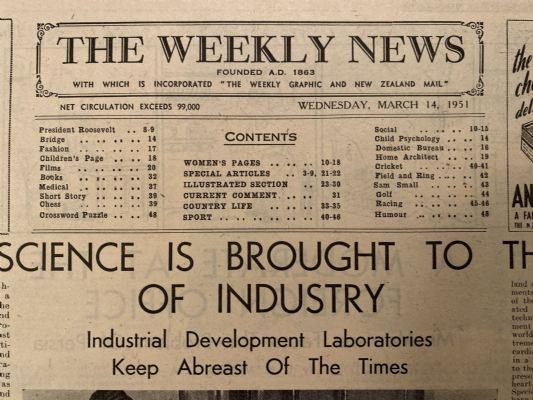 THE WEEKLY NEWS
FOUNDED A.D. 1863
WITH WHICH IS INCORPORATED "THE WEEKLY GRAPHIC AND NEW ZEALAND MAIL"
NET CIRCULATION EXCEEDS 99,000
WEDNESDAY, MARCH 14, 1951
President Roosevelt .. 8-9
Bridge .. .. .. .. 14
Fashion .. .. .. .. 17
Children's Page .. .. 18
Films .. .. .. .. 20
Books .. .. .. .. 32
Medical .. .. .. .. 37
Short Story .. .. .. 39
Chess .. .. .. .. 39
Crossword Puzzle .. .. 48
CONTENTS
WOMEN'S PAGES .. .. .. 10-18
SPECIAL ARTICLES .. 3-9, 21-22
ILLUSTRATED SECTION 23-30
CURRENT COMMENT .. .. 31
COUNTRY LIFE .. .. 33-35
SPORT .. .. .. .. .. 40-46
Social .. .. .. .. 10-13
Child Psychology .. .. 14
Domestic Bureau .. .. 16
Home Architect .. .. 19
Cricket .. .. .. 40-41
Field and Ring .. .. 42
Sam Small .. .. .. 43
Golf .. .. .. .. 44
Racing .. .. .. 45-46
Humour .. .. .. .. 48
SCIENCE IS BROUGHT TO TH
OF INDUSTRY
Industrial Development Laboratories
Keep Abreast Of The Times
the
che
del
AN
A FA